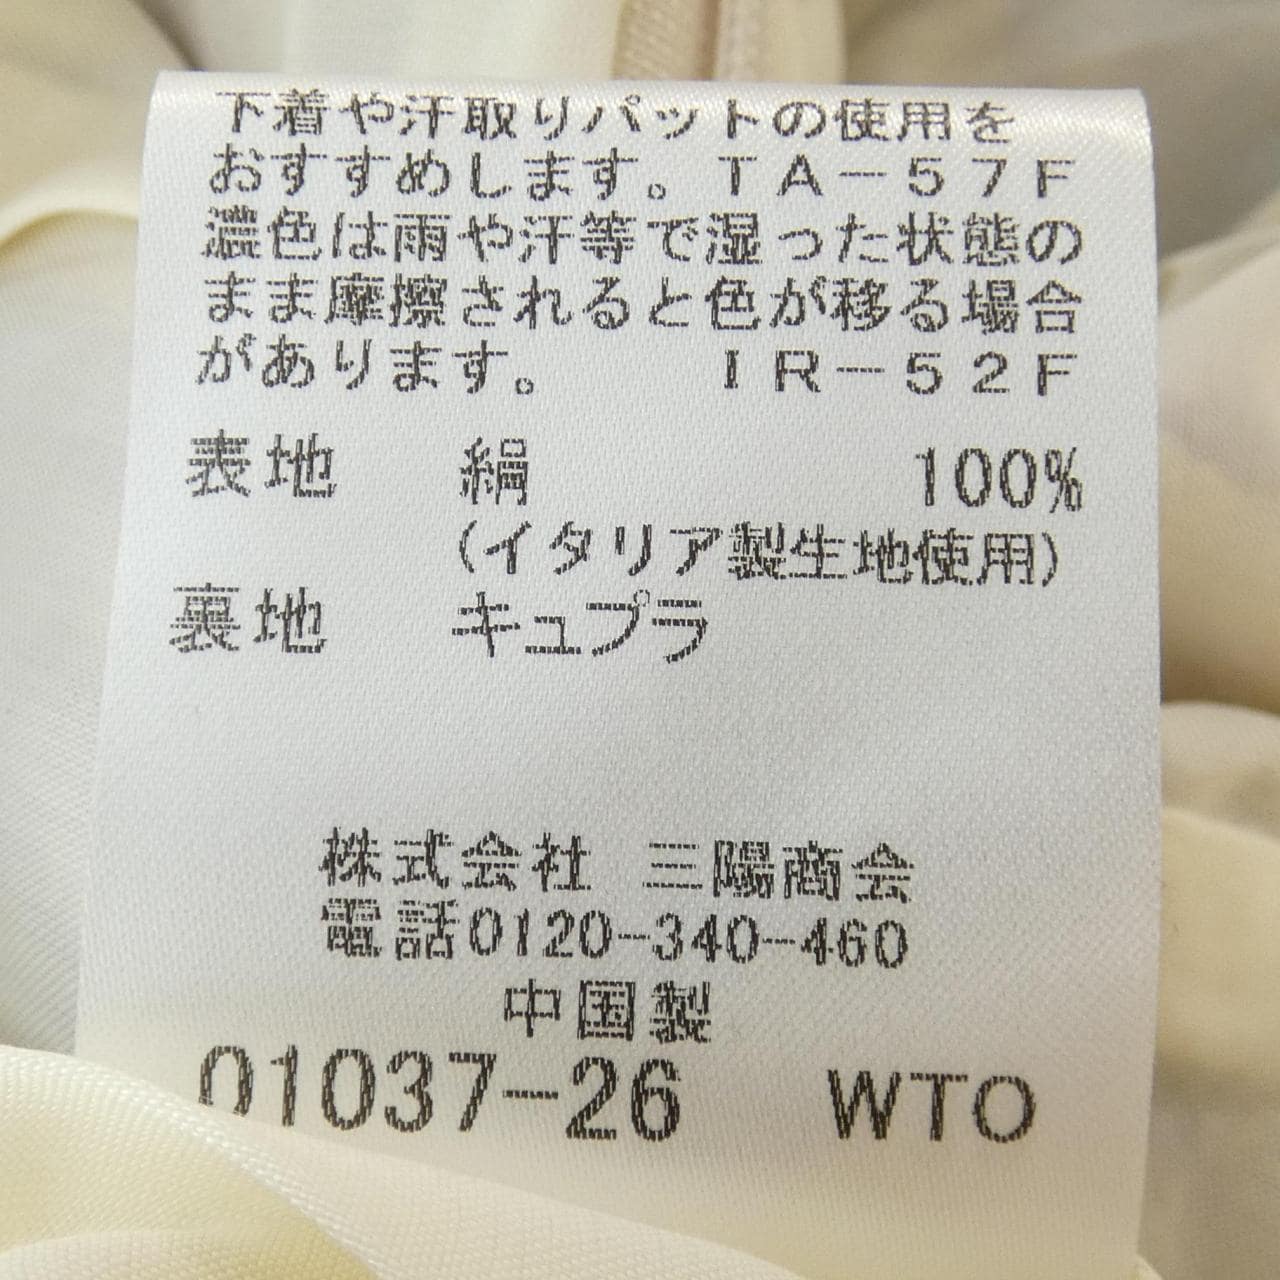 下着や汗取りパットの使用を
おすすめします。TA-57F
濃色は雨や汗等で湿った状態の
まま摩擦されると色が移る場合
があります。 IR-52F
表地 絹 100%
(イタリア製生地使用)
裏地 キュプラ
株式会社 三陽商会
電話0120-340-460
中国製
01037-26 WTO